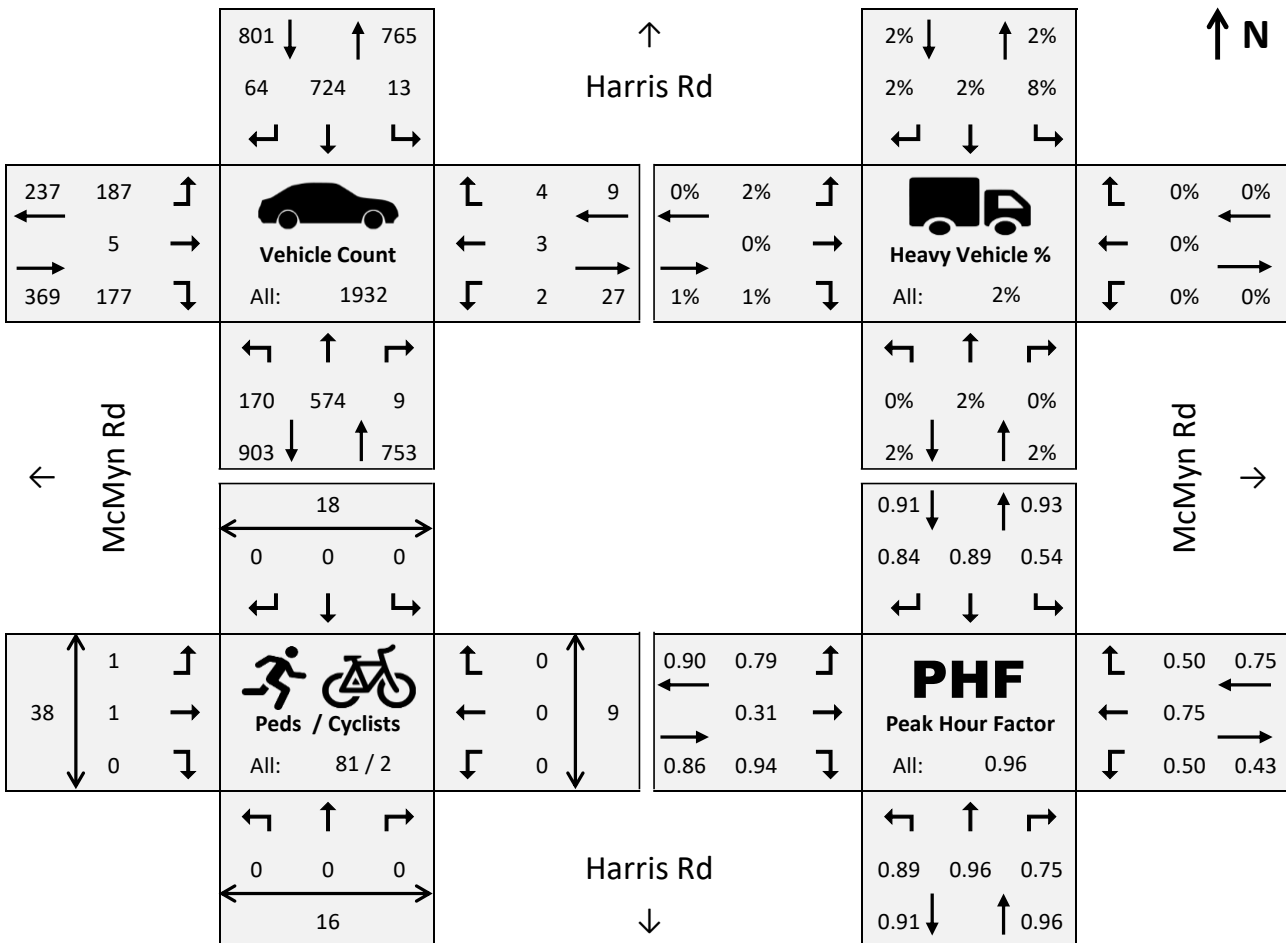 801 765 2% 2% N
64 724 13 Harris Rd 2% 2% 8%
237 187 4 9 0% 2% 0% 0%
5 Vehicle Count 3 0% Heavy Vehicle % 0%
369 177 All: 1932 2 27 1% 1% All: 2% 0% 0%
170 574 9 0% 2% 0%
903 753 2% 2%
McMyn Rd McMyn Rd
18 0.91 0.93
0 0 0 0.84 0.89 0.54
1 0 0.90 0.79 PHF 0.50 0.75
38 1 Peds / Cyclists 0 9 0.31 Peak Hour Factor 0.75
0 All: 81 / 2 0 0.86 0.94 All: 0.96 0.50 0.43
0 0 0 Harris Rd 0.89 0.96 0.75
16 0.91 0.96